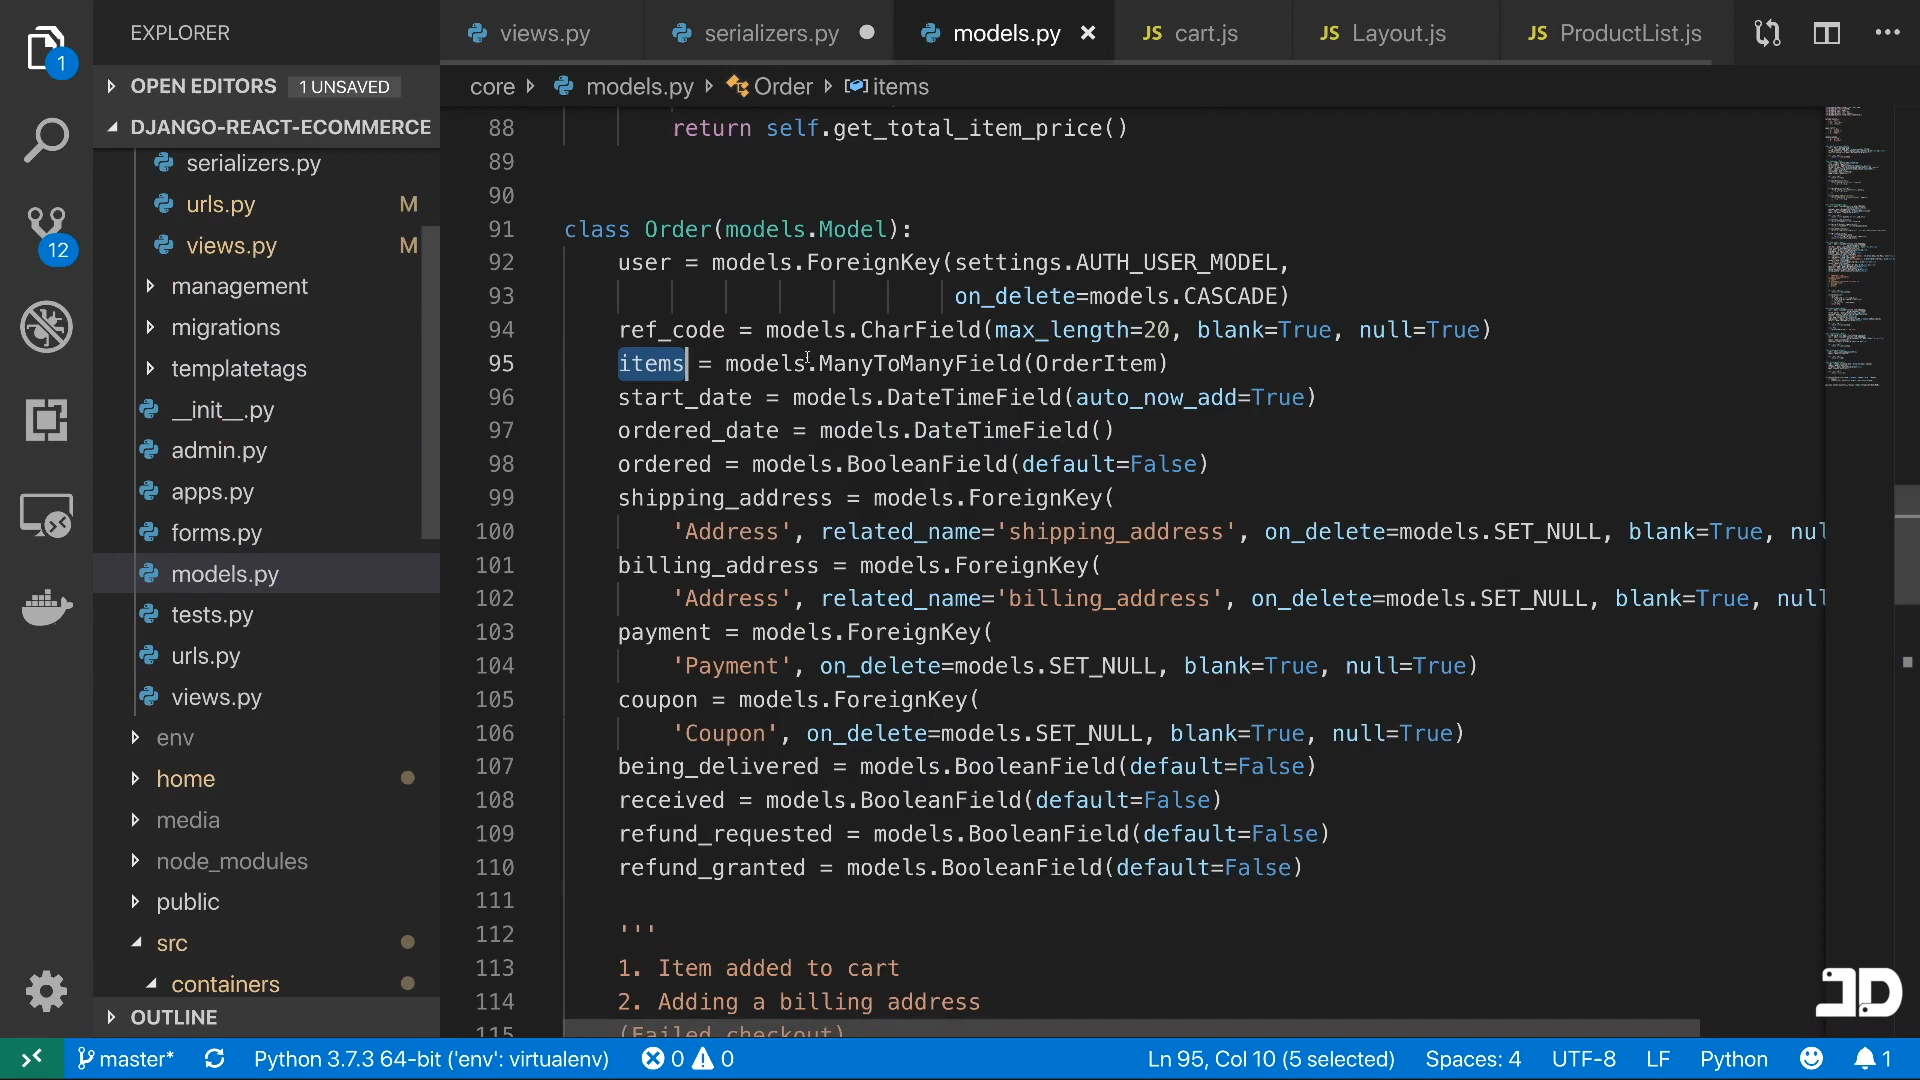 EXPLORER
views.py
serializers.py
models.py
JS cart.js
JS Layout.js
JS ProductList.js
1
OPEN EDITORS 1 UNSAVED
DJANGO-REACT-ECOMMERCE
serializers.py
urls.py M
views.py M
12
management
migrations
templatetags
__init__.py
admin.py
apps.py
forms.py
models.py
tests.py
urls.py
views.py
env
home
media
node_modules
public
src
containers
OUTLINE
core models.py Order items
88 return self.get_total_item_price()
89
90
91 class Order(models.Model):
92 user = models.ForeignKey(settings.AUTH_USER_MODEL,
93 on_delete=models.CASCADE)
94 ref_code = models.CharField(max_length=20, blank=True, null=True)
95 items = models.ManyToManyField(OrderItem)
96 start_date = models.DateTimeField(auto_now_add=True)
97 ordered_date = models.DateTimeField()
98 ordered = models.BooleanField(default=False)
99 shipping_address = models.ForeignKey(
100 'Address', related_name='shipping_address', on_delete=models.SET_NULL, blank=True, nul
101 billing_address = models.ForeignKey(
102 'Address', related_name='billing_address', on_delete=models.SET_NULL, blank=True, null
103 payment = models.ForeignKey(
104 'Payment', on_delete=models.SET_NULL, blank=True, null=True)
105 coupon = models.ForeignKey(
106 'Coupon', on_delete=models.SET_NULL, blank=True, null=True)
107 being_delivered = models.BooleanField(default=False)
108 received = models.BooleanField(default=False)
109 refund_requested = models.BooleanField(default=False)
110 refund_granted = models.BooleanField(default=False)
111
112 '''
113 1. Item added to cart
114 2. Adding a billing address
115 (Failed checkout)
JD
master* Python 3.7.3 64-bit ('env': virtualenv) 0 0 Ln 95, Col 10 (5 selected) Spaces: 4 UTF-8 LF Python 1